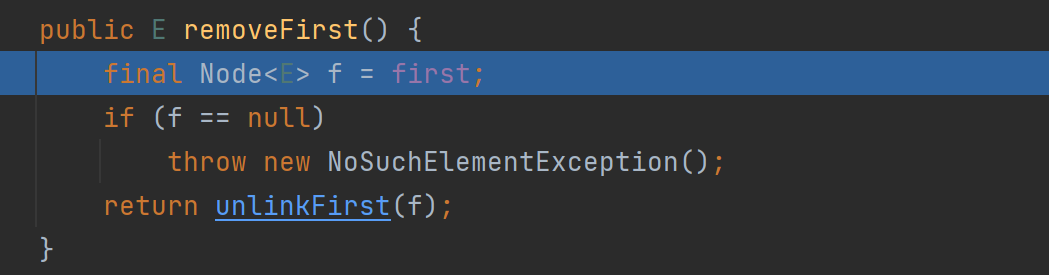 public E removeFirst() {
    final Node<E> f = first;
    if (f == null)
        throw new NoSuchElementException();
    return unlinkFirst(f);
}